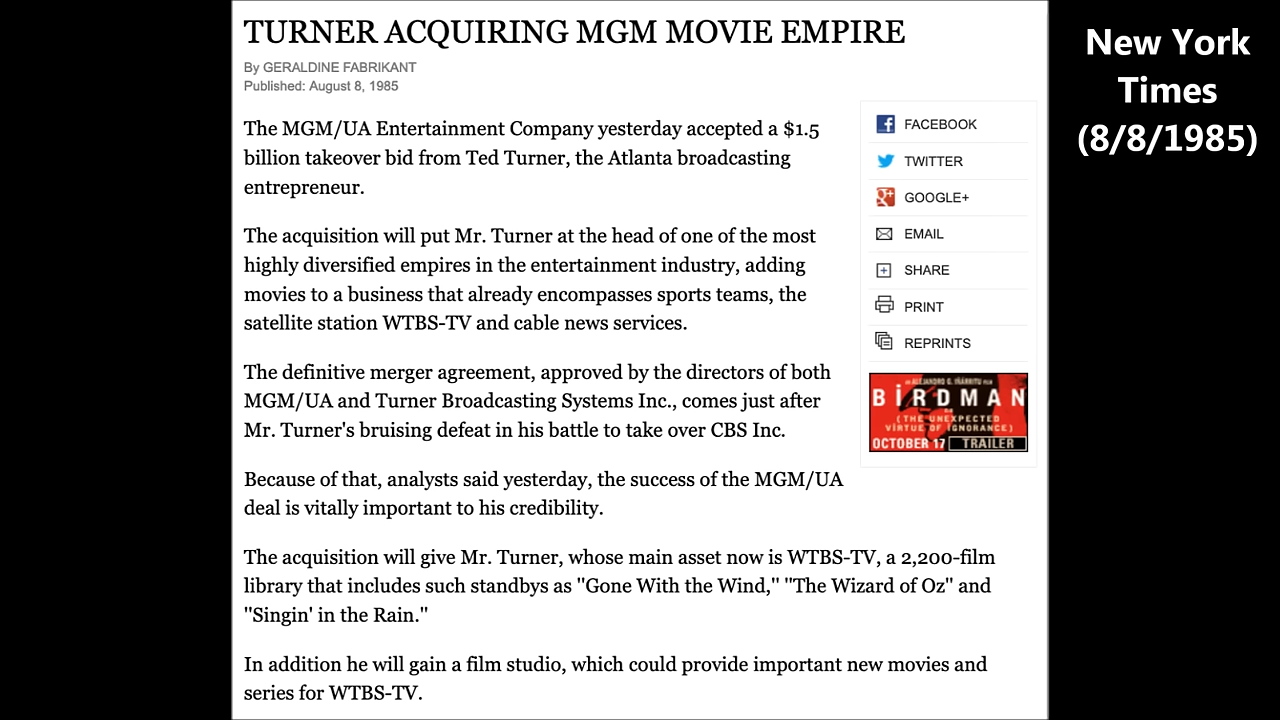 TURNER ACQUIRING MGM MOVIE EMPIRE
By GERALDINE FABRIKANT
Published: August 8, 1985
The MGM/UA Entertainment Company yesterday accepted a $1.5
billion takeover bid from Ted Turner, the Atlanta broadcasting
entrepreneur.
The acquisition will put Mr. Turner at the head of one of the most
highly diversified empires in the entertainment industry, adding
movies to a business that already encompasses sports teams, the
satellite station WTBS-TV and cable news services.
The definitive merger agreement, approved by the directors of both
MGM/UA and Turner Broadcasting Systems Inc., comes just after
Mr. Turner's bruising defeat in his battle to take over CBS Inc.
Because of that, analysts said yesterday, the success of the MGM/UA
deal is vitally important to his credibility.
The acquisition will give Mr. Turner, whose main asset now is WTBS-TV, a 2,200-film
library that includes such standbys as ''Gone With the Wind,'' ''The Wizard of Oz'' and
''Singin' in the Rain.''
In addition he will gain a film studio, which could provide important new movies and
series for WTBS-TV.
FACEBOOK
TWITTER
GOOGLE+
EMAIL
SHARE
PRINT
REPRINTS
AN ALEJANDRO G. IÑÁRRITU FILM
BiRDMAN
OR
(THE UNEXPECTED
VIRTUE OF IGNORANCE)
OCTOBER 17 TRAILER
New York
Times
(8/8/1985)